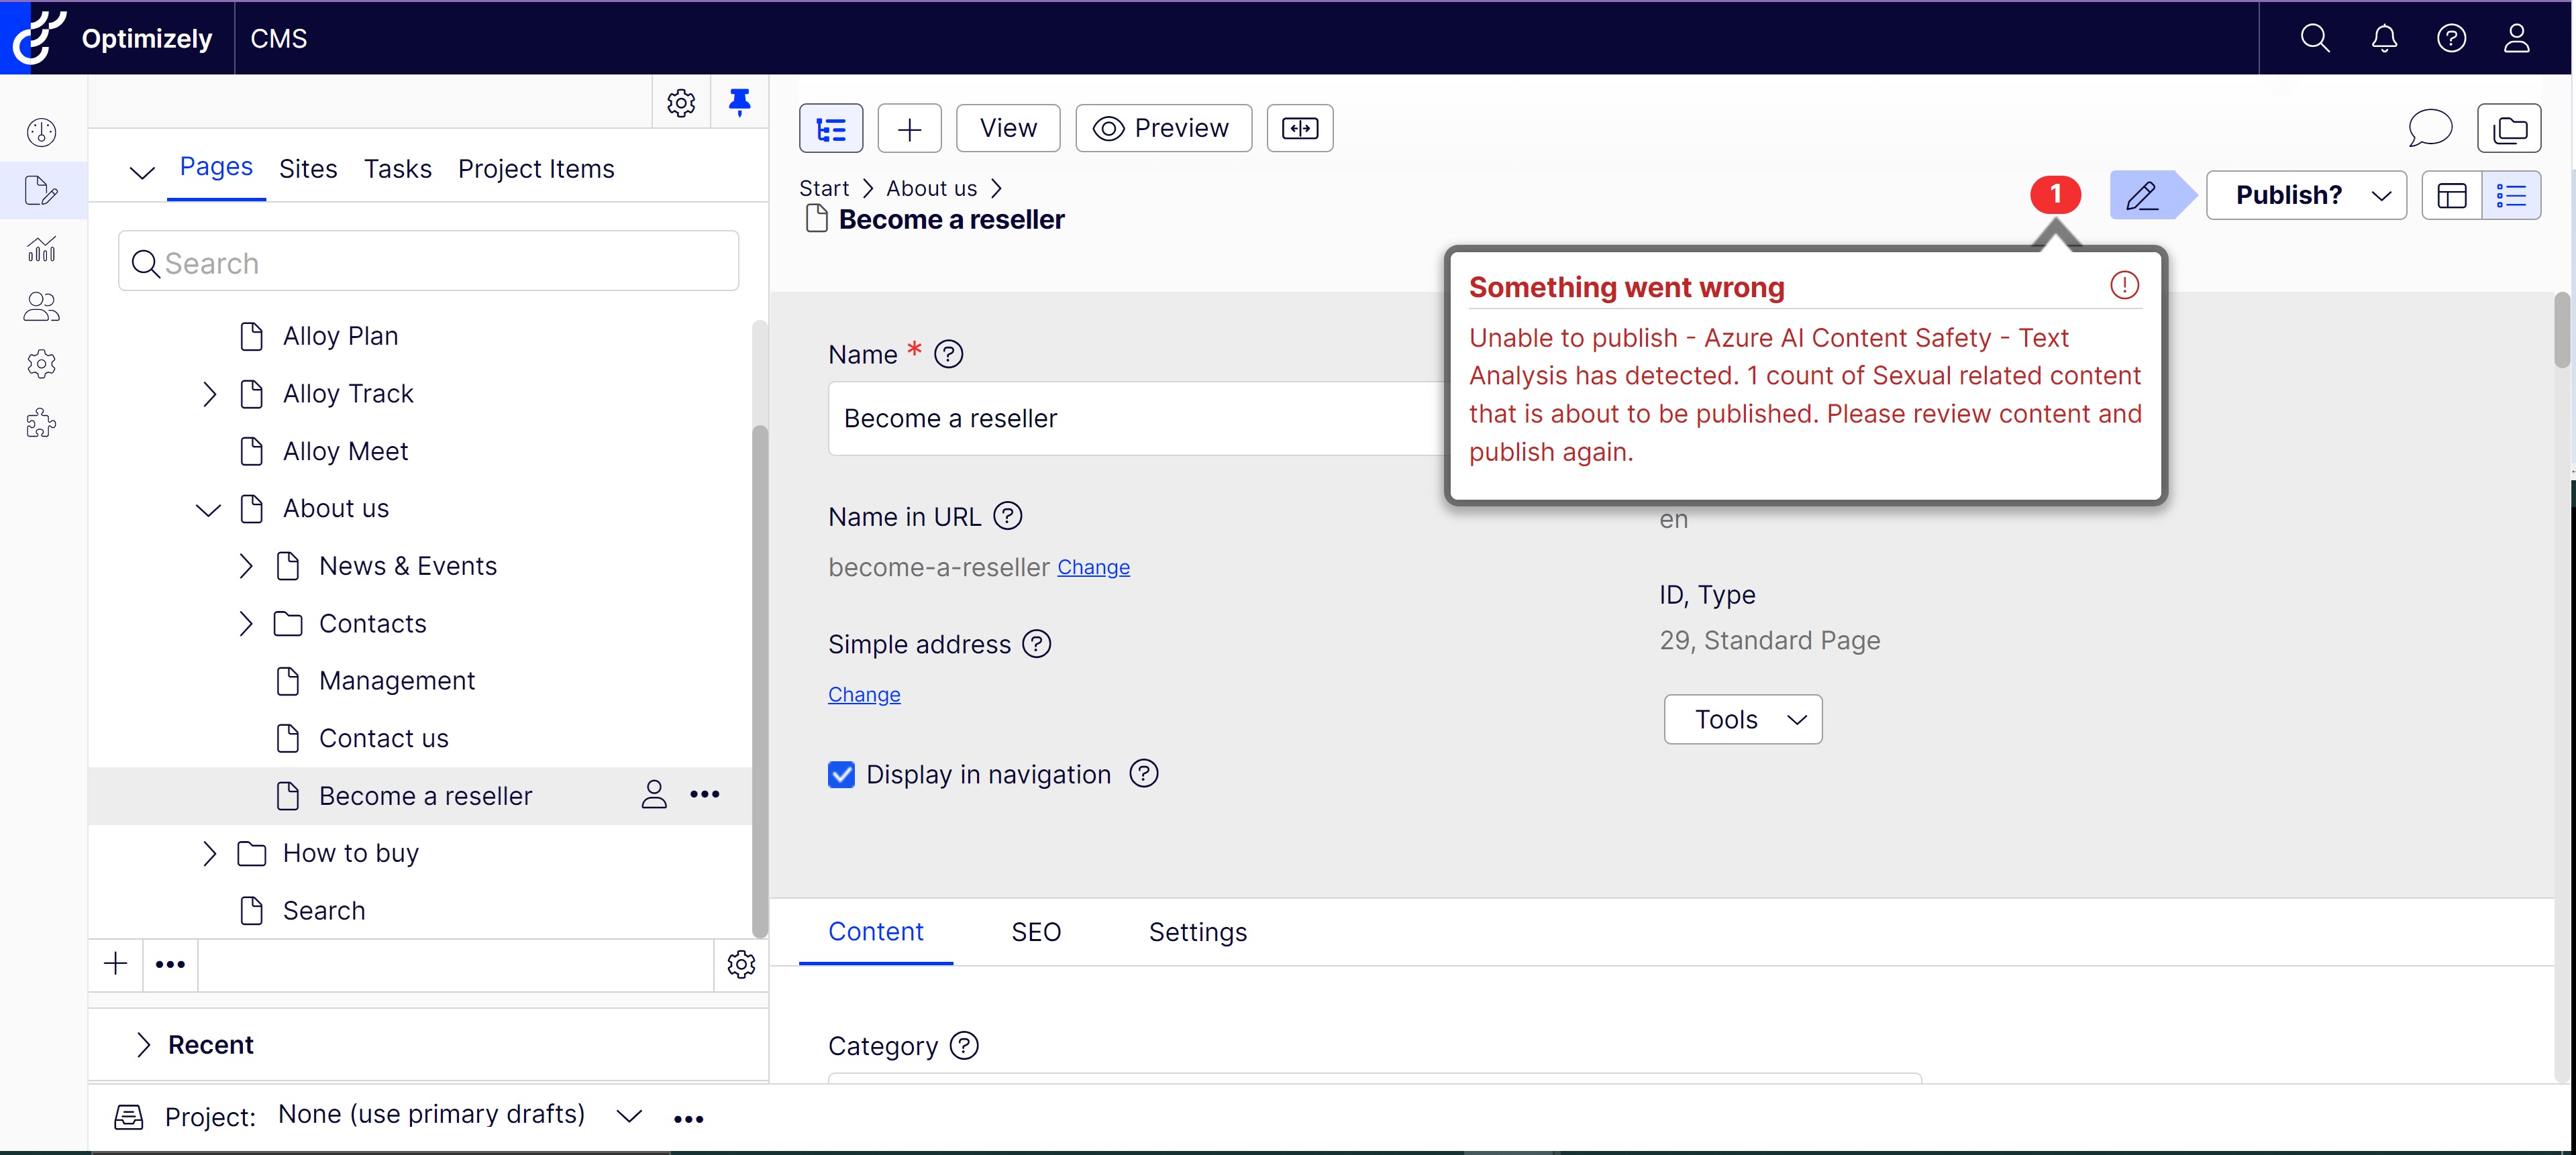 Optimizely
CMS
Pages Sites Tasks Project Items
Search
Alloy Plan
Alloy Track
Alloy Meet
About us
News & Events
Contacts
Management
Contact us
Become a reseller
How to buy
Search
Recent
Project: None (use primary drafts)
View
Preview
Start
About us
Become a reseller
1
Publish?
Something went wrong
Unable to publish - Azure AI Content Safety - Text
Analysis has detected. 1 count of Sexual related content
that is about to be published. Please review content and
publish again.
Name *
Become a reseller
Name in URL
become-a-reseller Change
Simple address
Change
Display in navigation
en
ID, Type
29, Standard Page
Tools
Content SEO Settings
Category